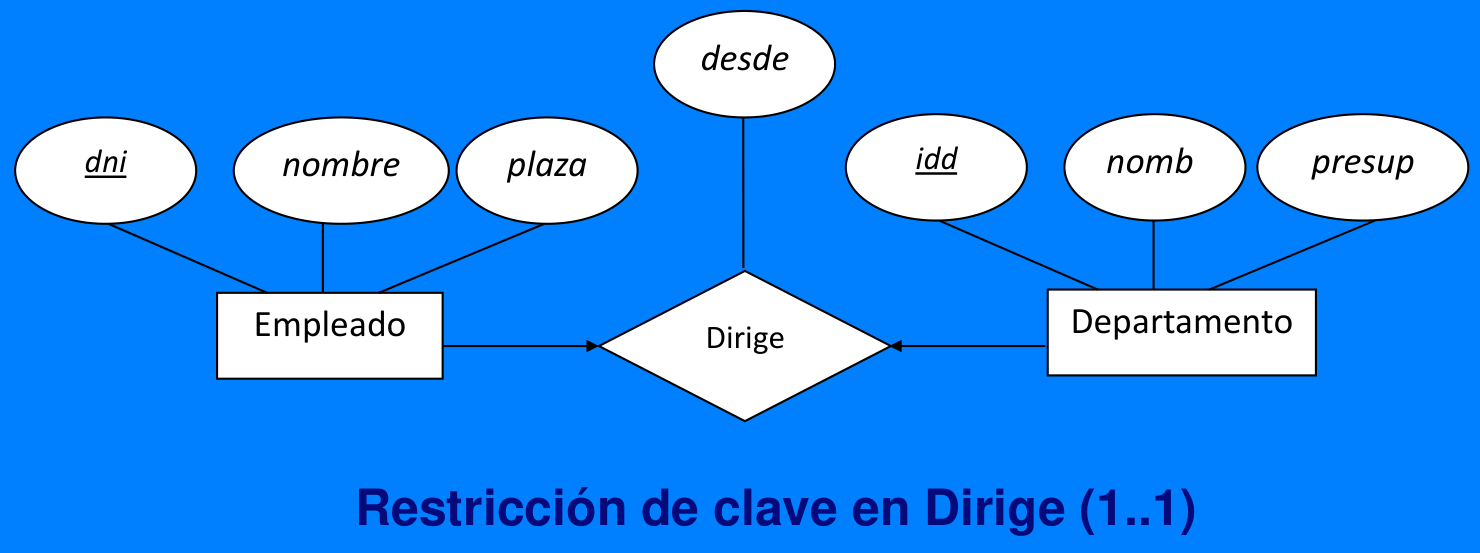 desde
dni
nombre
plaza
idd
nomb
presup
Empleado
Dirige
Departamento
Restricción de clave en Dirige (1..1)